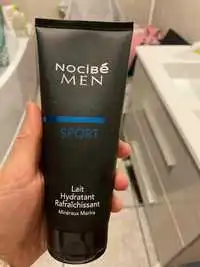 NOCIBÉ
MEN
SPORT
Lait
Hydratant
Rafraîchissant
Minéraux Marins